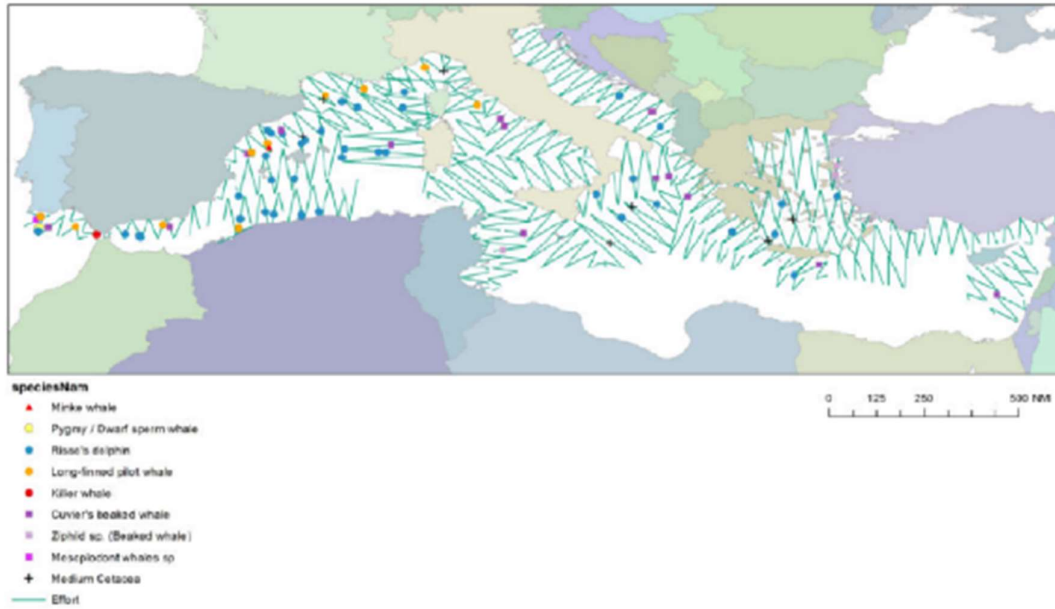 speciesNam
Minke whale
Pygmy / Dwarf sperm whale
Risso's dolphin
Long-finned pilot whale
Killer whale
Cuvier's beaked whale
Ziphiid sp. (Beaked whale)
Mesoplodont whales sp
Medium Cetacea
Effort
0 125 250 500 NMI